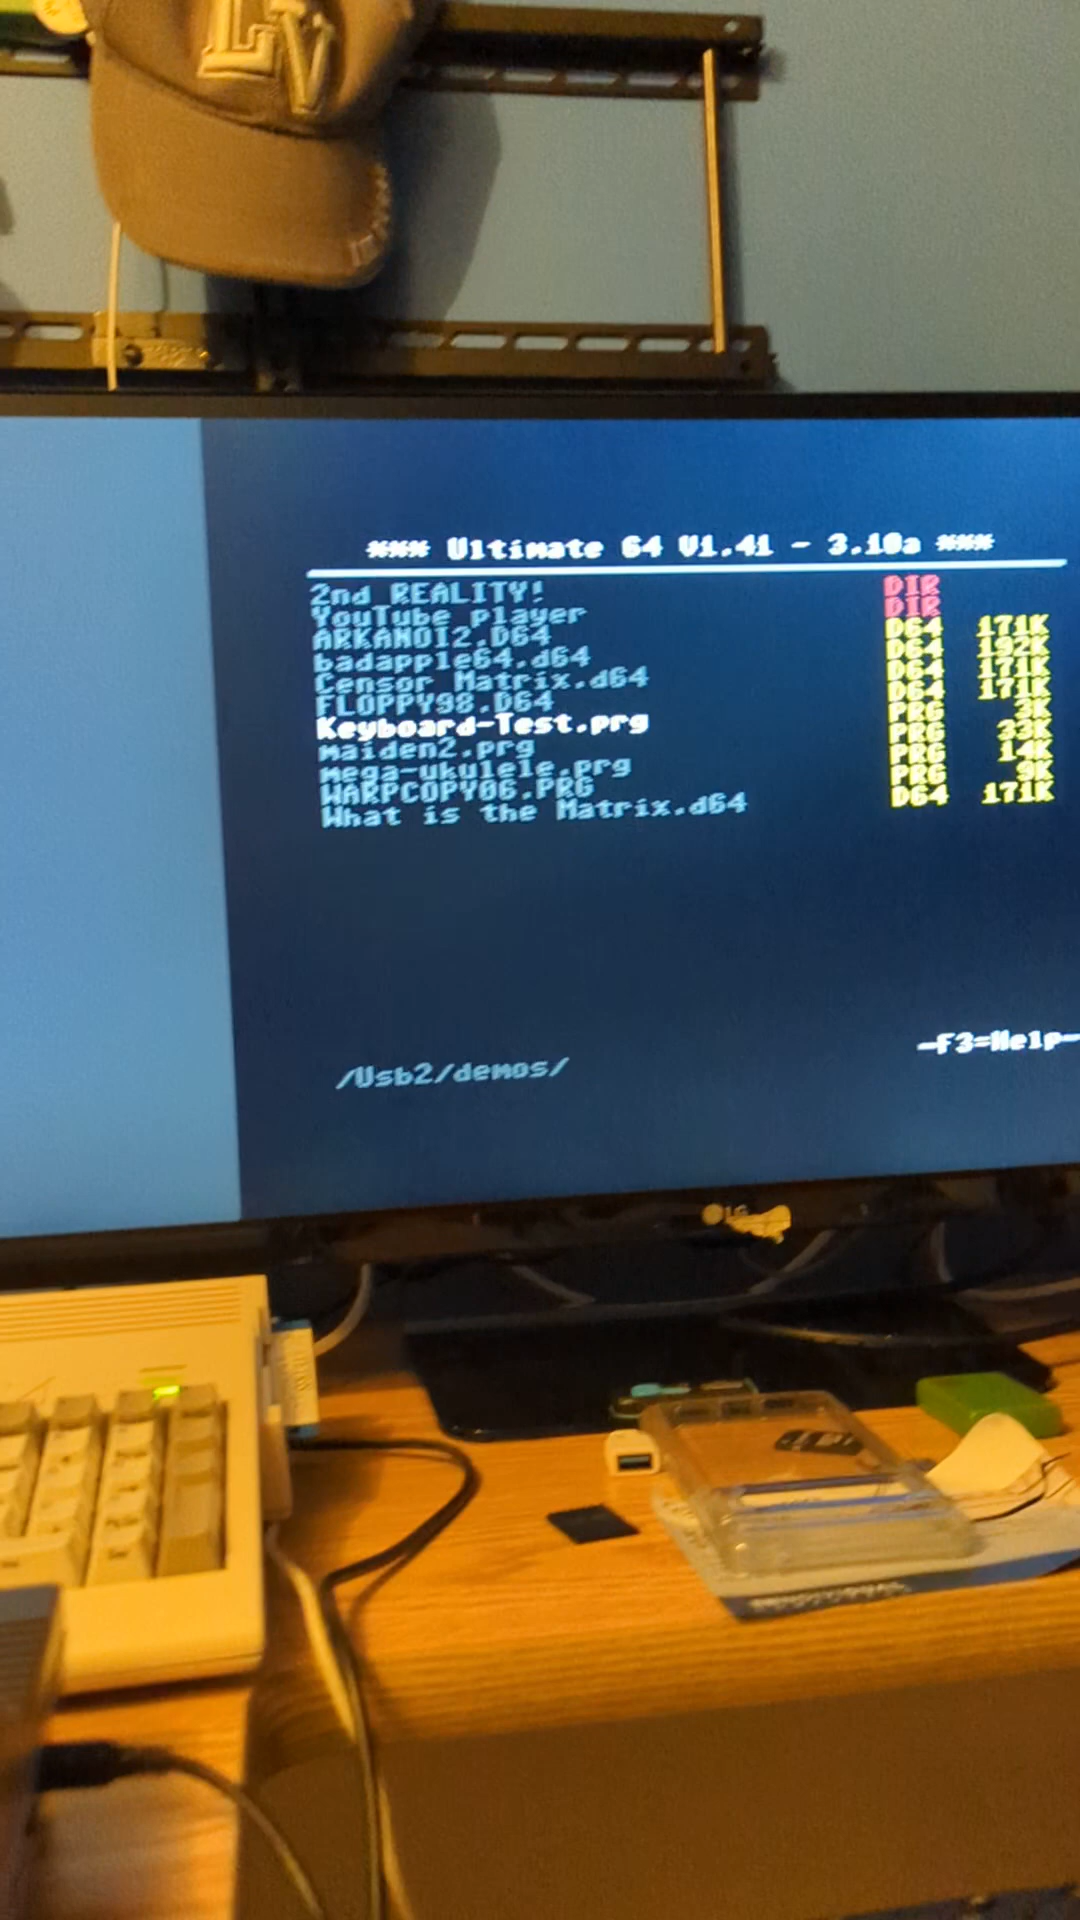 LV
*** Ultimate 64 V1.41 - 3.10a ***
2nd REALITY! DIR
YouTube player DIR
ARKANOI2.D64 D64 171K
badapple64.d64 D64 192K
Censor Matrix.d64 D64 171K
FLOPPY98.D64 D64 171K
Keyboard-Test.prg PRG 3K
maiden2.prg PRG 33K
mega-ukulele.prg PRG 14K
WARPCOPY06.PRG PRG 9K
What is the Matrix.d64 D64 171K
-F3=Help-
/Usb2/demos/
LG